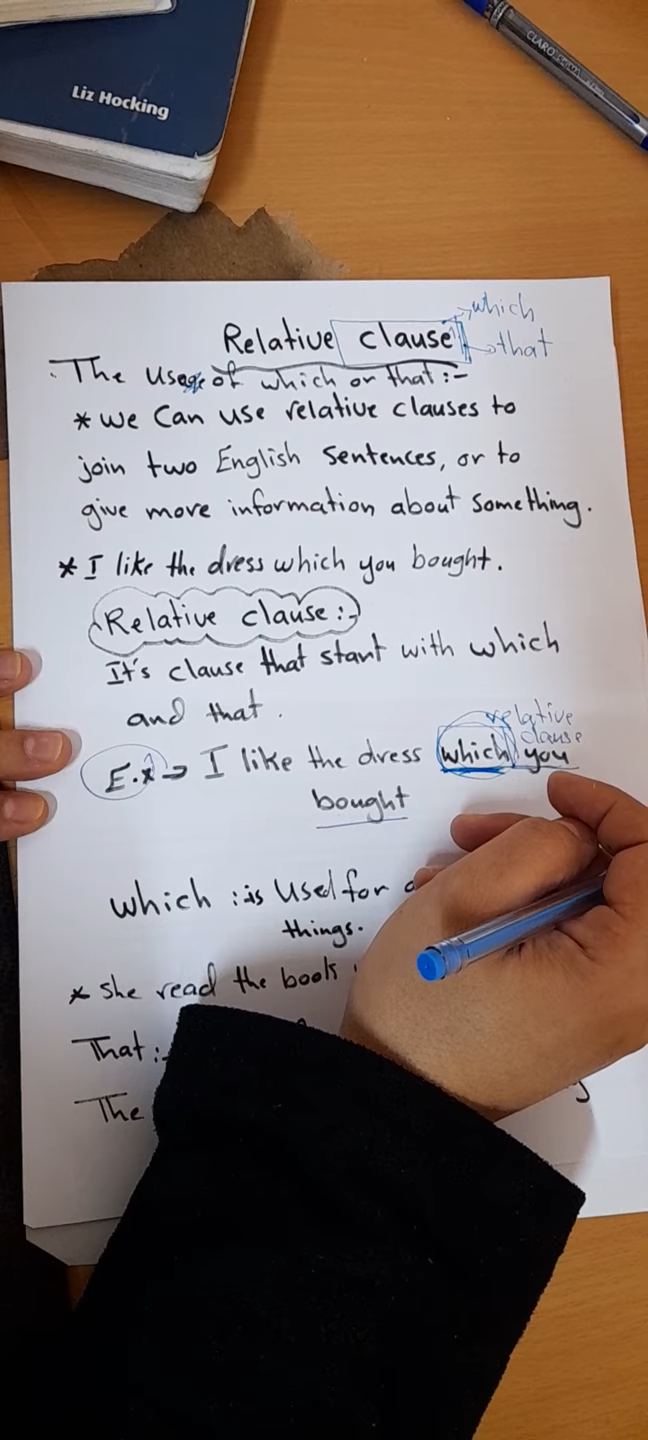 Liz Hocking
CLARO
Relative clause
which
that
The usage of which or that :-
* we can use relative clauses to
join two English sentences, or to
give more information about something.
* I like the dress which you bought.
Relative clause :-
It's clause that start with which
and that.
relative
clause
E.x → I like the dress which you
bought
which : is used for
things.
* she read the book
That :-
The